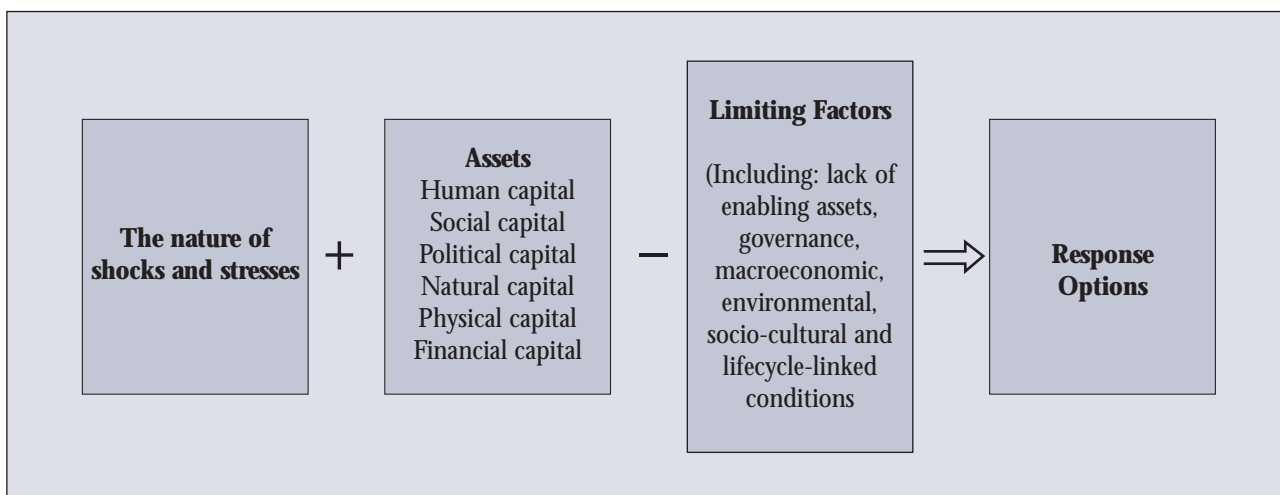 The nature of
shocks and stresses
+
Assets
Human capital
Social capital
Political capital
Natural capital
Physical capital
Financial capital
–
Limiting Factors
(Including: lack of
enabling assets,
governance,
macroeconomic,
environmental,
socio-cultural and
lifecycle-linked
conditions
Response
Options